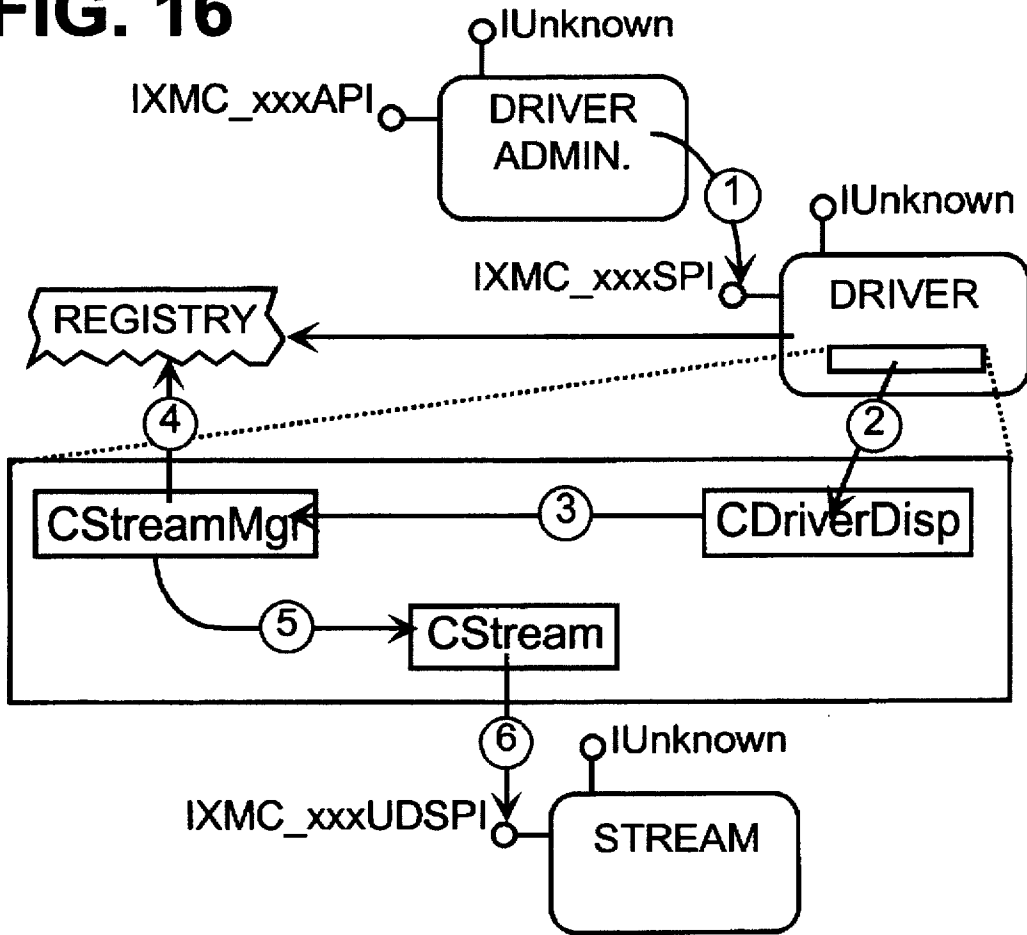 FIG. 16
IUnknown
IXMC_xxxAPI
DRIVER
ADMIN.
1
IUnknown
IXMC_xxxSPI
DRIVER
REGISTRY
4
2
CStreamMgr
3
CDriverDisp
5
CStream
6
IUnknown
IXMC_xxxUDSPI
STREAM